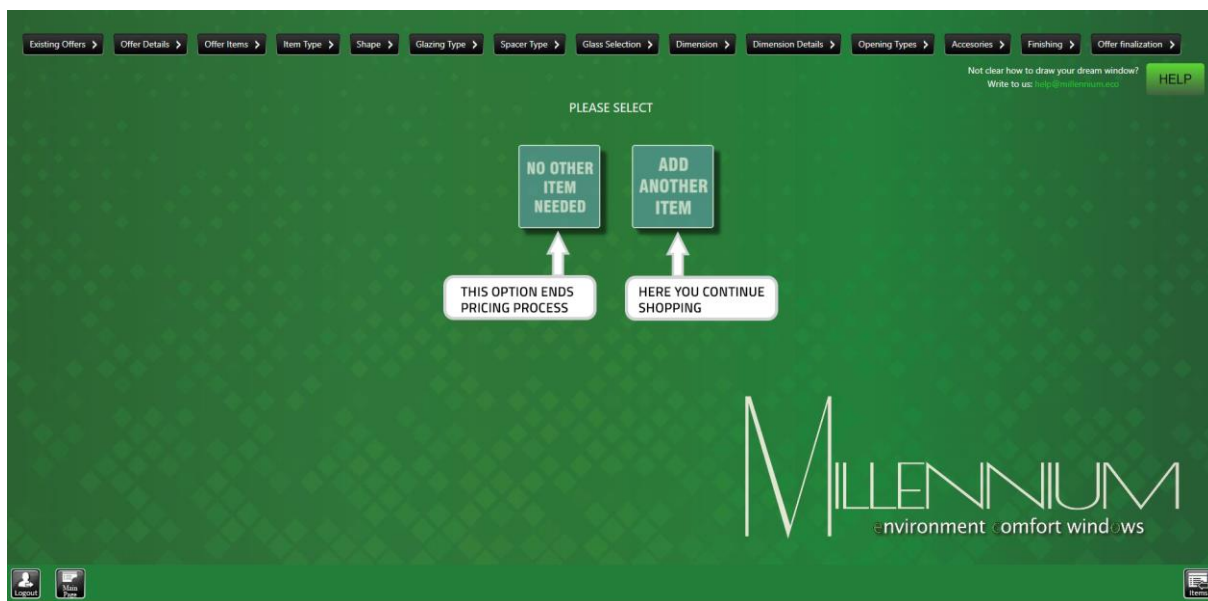 Existing Offers
Offer Details
Offer Items
Item Type
Shape
Glazing Type
Spacer Type
Glass Selection
Dimension
Dimension Details
Opening Types
Accesories
Finishing
Offer finalization
Not clear how to draw your dream window?
Write to us: help@millennium.eco
HELP
PLEASE SELECT
NO OTHER
ITEM
NEEDED
ADD
ANOTHER
ITEM
THIS OPTION ENDS
PRICING PROCESS
HERE YOU CONTINUE
SHOPPING
MILLENNIUM
environment comfort windows
Logout
Main
Page
Items